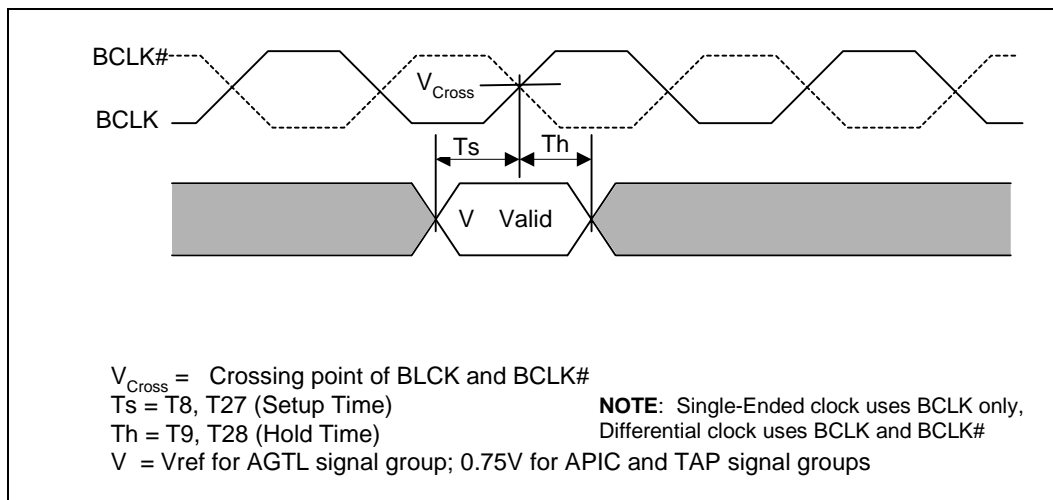 BCLK#
V_Cross
BCLK
Ts
Th
V Valid
V_Cross = Crossing point of BLCK and BCLK#
Ts = T8, T27 (Setup Time)
Th = T9, T28 (Hold Time)
V = Vref for AGTL signal group; 0.75V for APIC and TAP signal groups
NOTE: Single-Ended clock uses BCLK only,
Differential clock uses BCLK and BCLK#